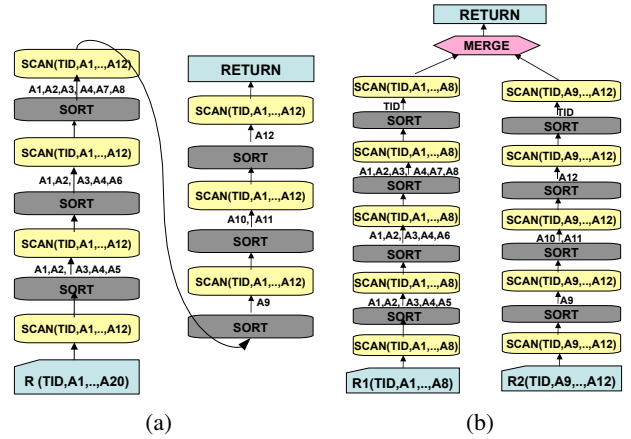 SCAN(TID,A1,..,A12)
A1,A2,A3, A4,A7,A8
SORT
SCAN(TID,A1,..,A12)
A1,A2, A3,A4,A6
SORT
SCAN(TID,A1,..,A12)
A1,A2, A3,A4,A5
SORT
SCAN(TID,A1,..,A12)
R (TID,A1,..,A20)
RETURN
SCAN(TID,A1,..,A12)
A12
SORT
SCAN(TID,A1,..,A12)
A10, A11
SORT
SCAN(TID,A1,..,A12)
A9
SORT
(a)
RETURN
MERGE
SCAN(TID,A1,..,A8)
TID
SORT
SCAN(TID,A1,..,A8)
A1,A2,A3, A4,A7,A8
SORT
SCAN(TID,A1,..,A8)
A1,A2, A3,A4,A6
SORT
SCAN(TID,A1,..,A8)
A1,A2, A3,A4,A5
SORT
SCAN(TID,A1,..,A8)
R1(TID,A1,..,A8)
SCAN(TID,A9,..,A12)
TID
SORT
SCAN(TID,A9,..,A12)
A12
SORT
SCAN(TID,A9,..,A12)
A10 ,A11
SORT
SCAN(TID,A9,..,A12)
A9
SORT
SCAN(TID,A9,..,A12)
R2(TID,A9,..,A12)
(b)